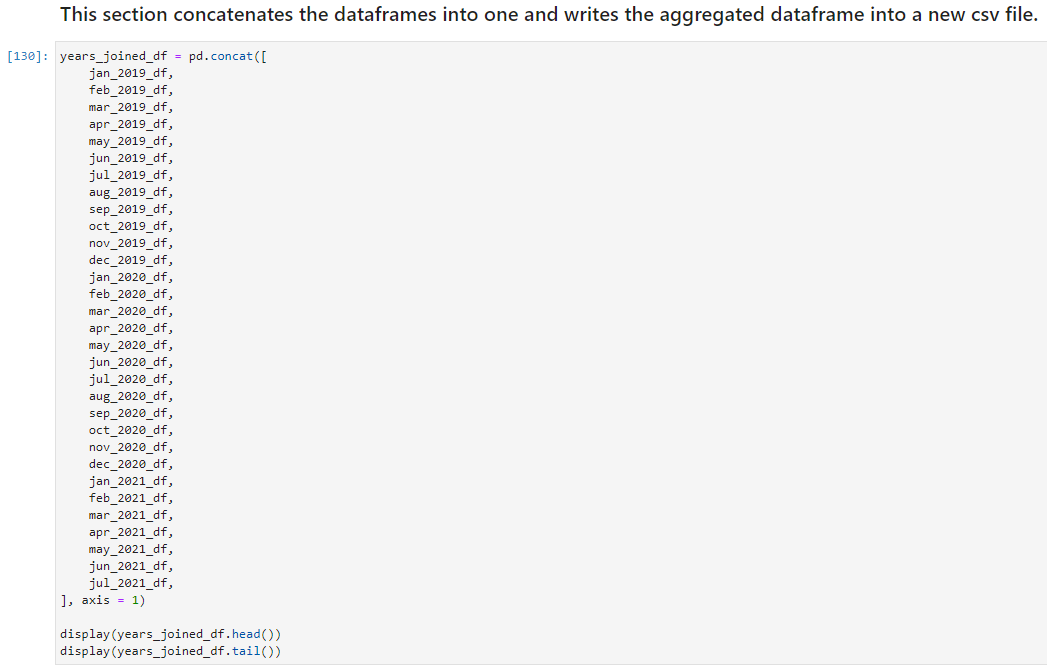 This section concatenates the dataframes into one and writes the aggregated dataframe into a new csv file.
[130]: years_joined_df = pd.concat([
    jan_2019_df,
    feb_2019_df,
    mar_2019_df,
    apr_2019_df,
    may_2019_df,
    jun_2019_df,
    jul_2019_df,
    aug_2019_df,
    sep_2019_df,
    oct_2019_df,
    nov_2019_df,
    dec_2019_df,
    jan_2020_df,
    feb_2020_df,
    mar_2020_df,
    apr_2020_df,
    may_2020_df,
    jun_2020_df,
    jul_2020_df,
    aug_2020_df,
    sep_2020_df,
    oct_2020_df,
    nov_2020_df,
    dec_2020_df,
    jan_2021_df,
    feb_2021_df,
    mar_2021_df,
    apr_2021_df,
    may_2021_df,
    jun_2021_df,
    jul_2021_df,
], axis = 1)
display(years_joined_df.head())
display(years_joined_df.tail())